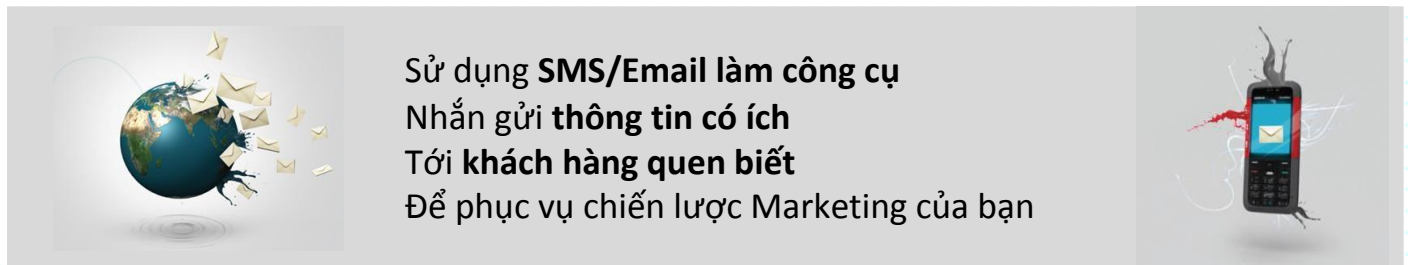 Sử dụng SMS/Email làm công cụ
Nhắn gửi thông tin có ích
Tới khách hàng quen biết
Để phục vụ chiến lược Marketing của bạn